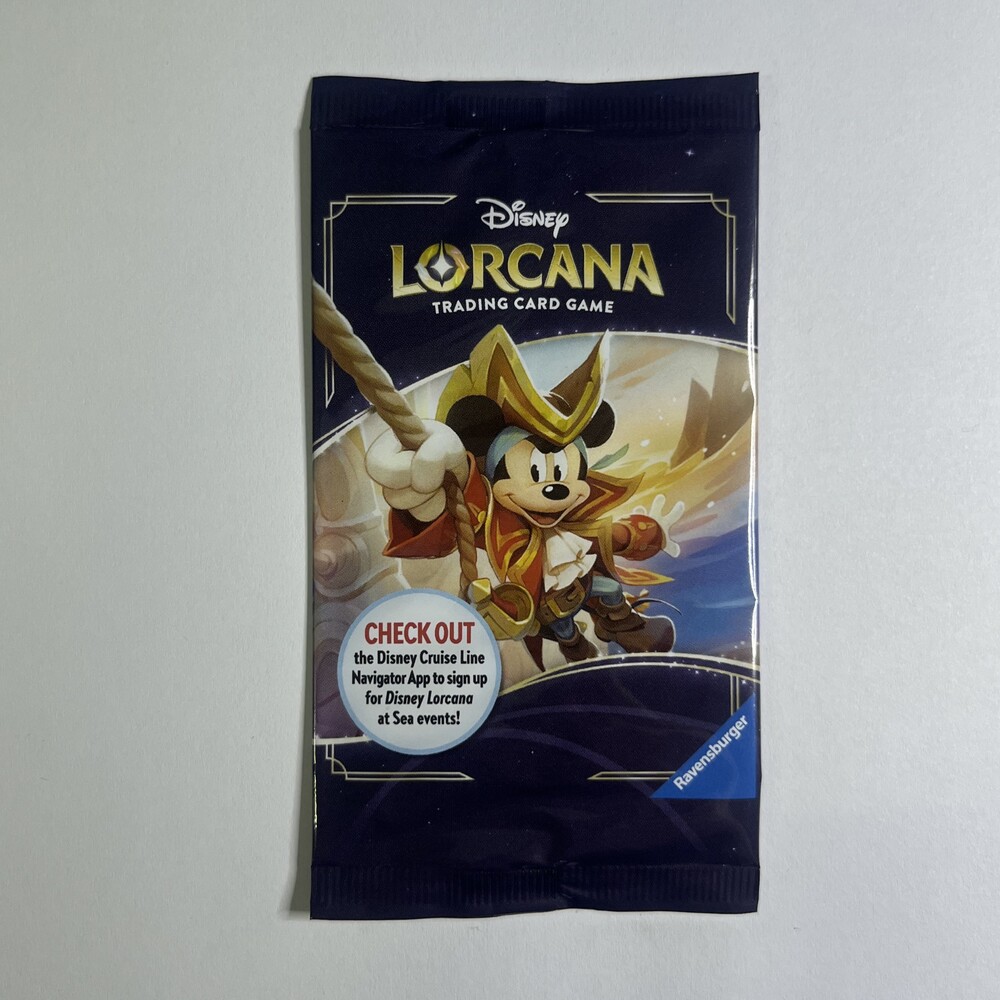 Disney
LORCANA
TRADING CARD GAME
CHECK OUT
the Disney Cruise Line
Navigator App to sign up
for Disney Lorcana
at Sea events!
Ravensburger